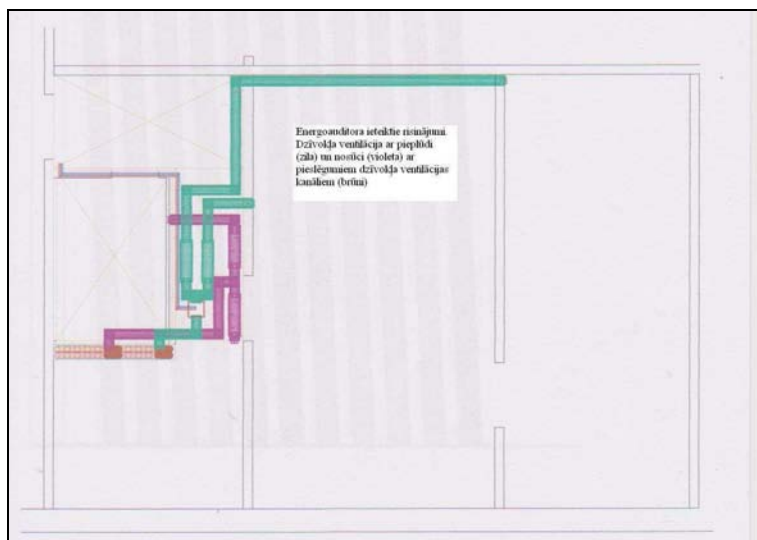 Energoauditora ieteiktie risinājumi.
Dzīvokļa ventilācija ar pieplūdi
(zila) un nosūci (violeta) ar
pieslēgumiem dzīvokļa ventilācijas
kanāliem (brūni)